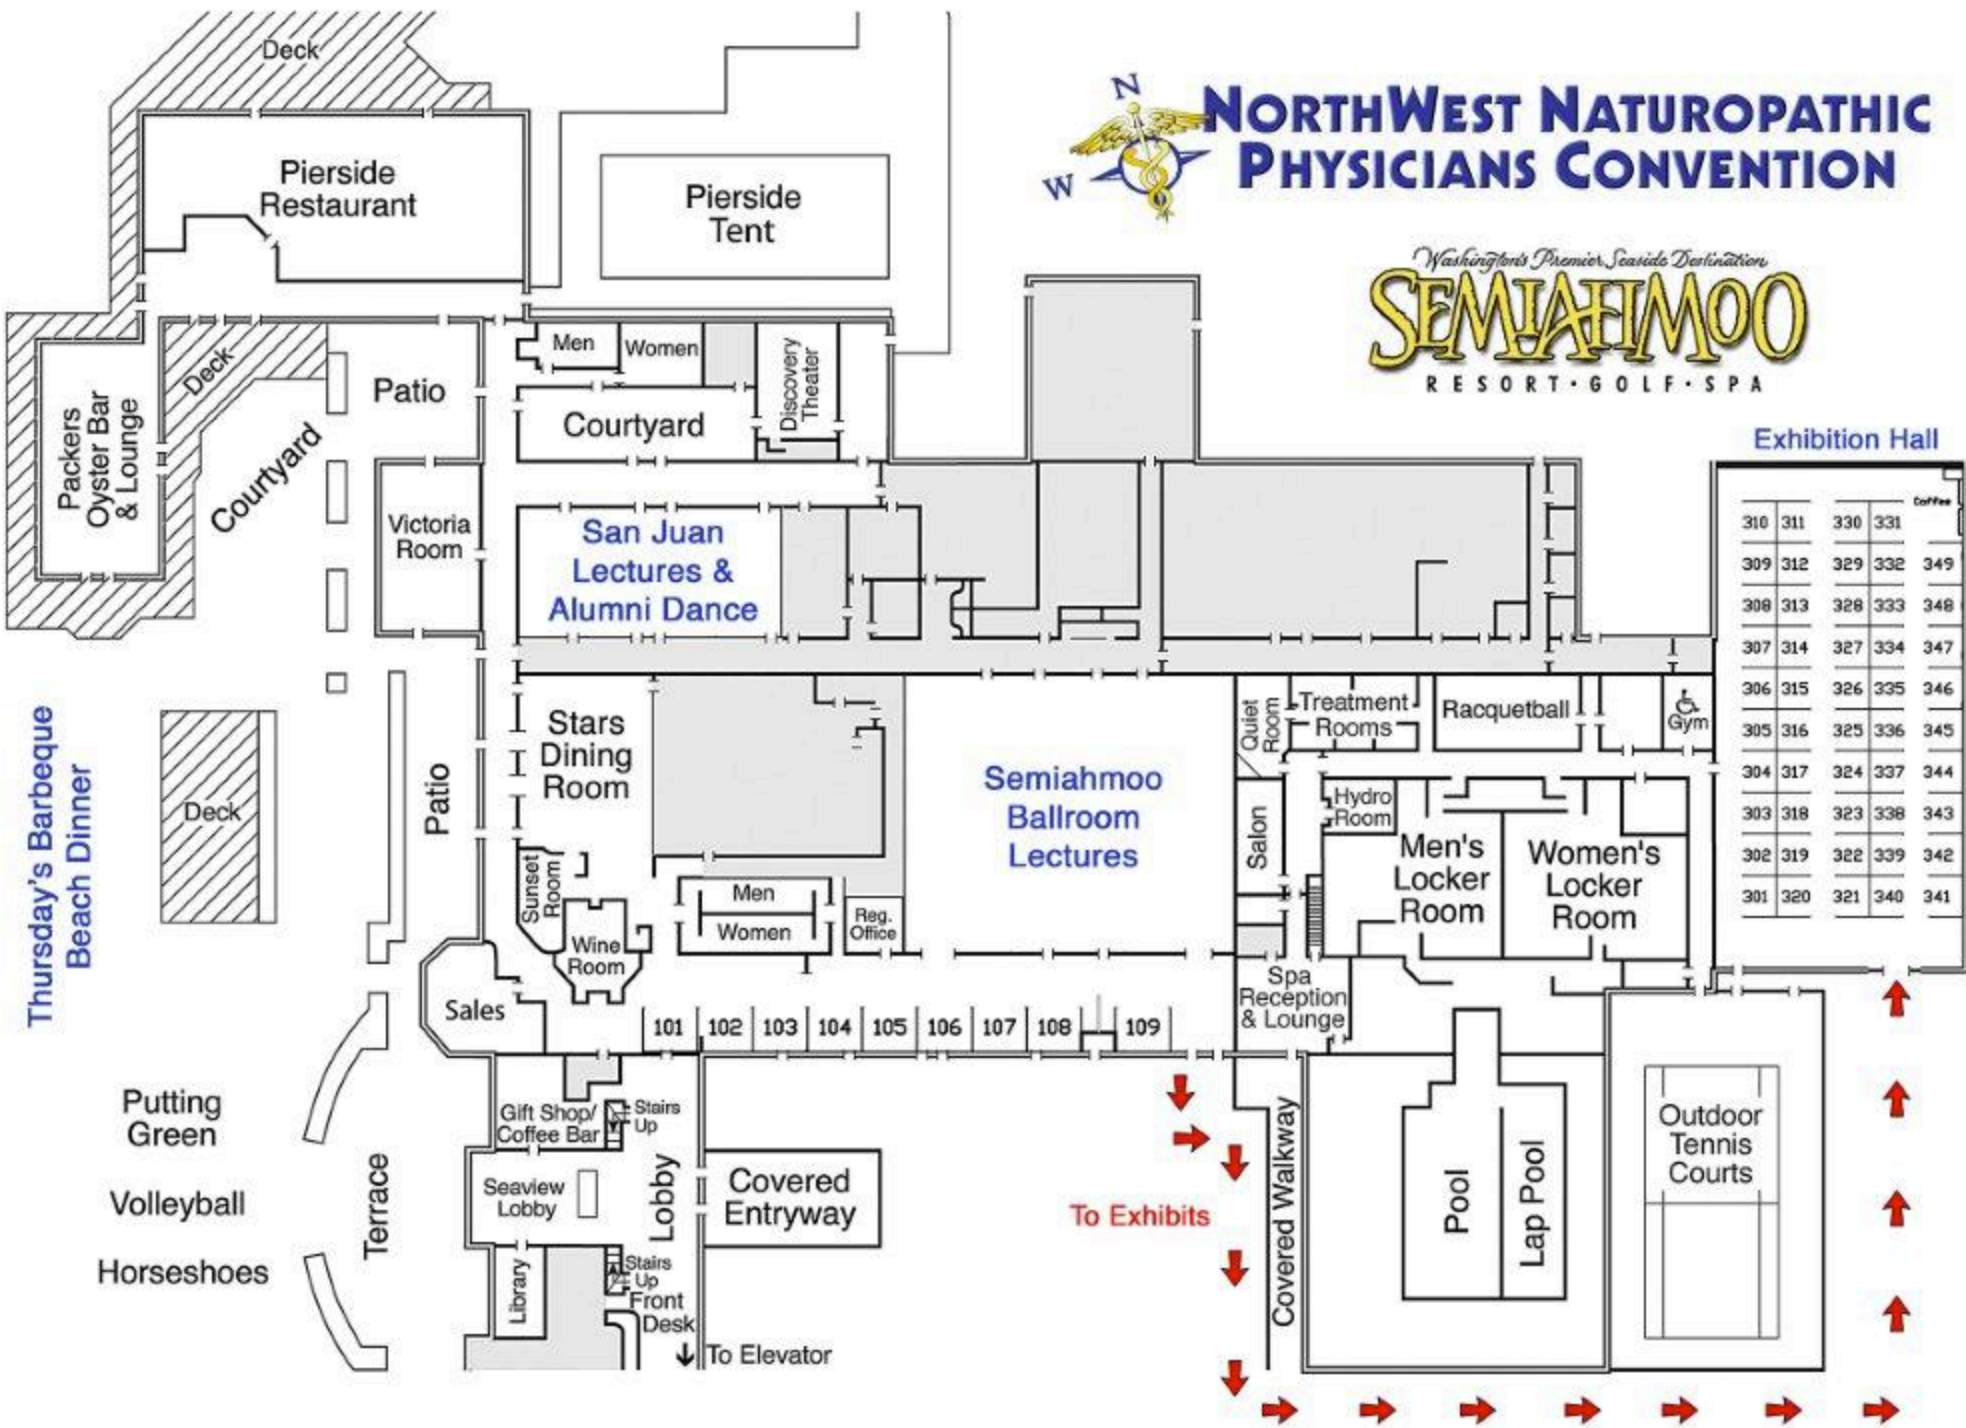 Deck
N
W
NORTHWEST NATUROPATHIC
PHYSICIANS CONVENTION
Washington's Premier Seaside Destination
SEMIAHMOO
RESORT·GOLF·SPA
Pierside
Restaurant
Pierside
Tent
Men
Women
Discovery
Theater
Deck
Patio
Courtyard
Packers
Oyster Bar
& Lounge
Courtyard
Victoria
Room
San Juan
Lectures &
Alumni Dance
Exhibition Hall
Coffee
310 311 330 331
309 312 329 332 349
308 313 328 333 348
307 314 327 334 347
306 315 326 335 346
305 316 325 336 345
304 317 324 337 344
303 318 323 338 343
302 319 322 339 342
301 320 321 340 341
Thursday's Barbeque
Beach Dinner
Deck
Patio
Stars
Dining
Room
Sunset
Room
Wine
Room
Men
Women
Reg.
Office
Semiahmoo
Ballroom
Lectures
Quiet
Room
Treatment
Rooms
Racquetball
Gym
Salon
Hydro
Room
Men's
Locker
Room
Women's
Locker
Room
Spa
Reception
& Lounge
Sales
101 102 103 104 105 106 107 108 109
Putting
Green
Volleyball
Horseshoes
Terrace
Gift Shop/
Coffee Bar
Stairs
Up
Seaview
Lobby
Lobby
Covered
Entryway
Library
Stairs
Up
Front
Desk
To Elevator
To Exhibits
Covered Walkway
Pool
Lap Pool
Outdoor
Tennis
Courts